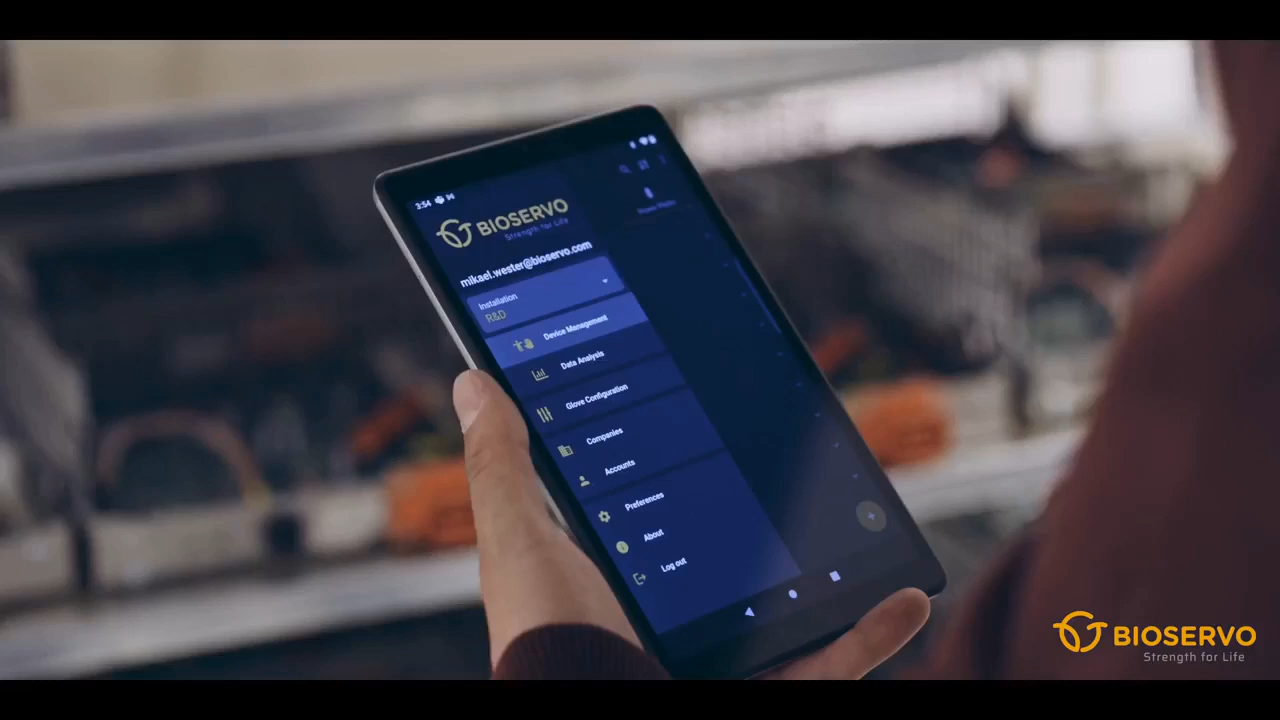 3:54
BIOSERVO
Strength for Life
mikael.wester@bioservo.com
Installation
R&D
Device Management
Data Analysis
Glove Configuration
Companies
Accounts
Preferences
About
Log out
BIOSERVO
Strength for Life